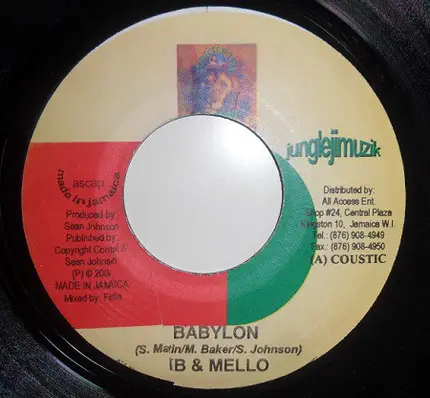 junglejimuzik
ascap
made in jamaica
Produced by
Sean Johnson
Published by
Copyright Control &
Sean Johnson
(P) © 200
MADE IN JAMAICA
Mixed by:
Distributed by:
All Access Ent.
Shop #24, Central Plaza
Kingston 10, Jamaica W.I.
Tel.: (876) 908-4949
Fax.: (876) 908-4950
(A) COUSTIC
BABYLON
(S. Matin/M. Baker/S. Johnson)
IB & MELLO